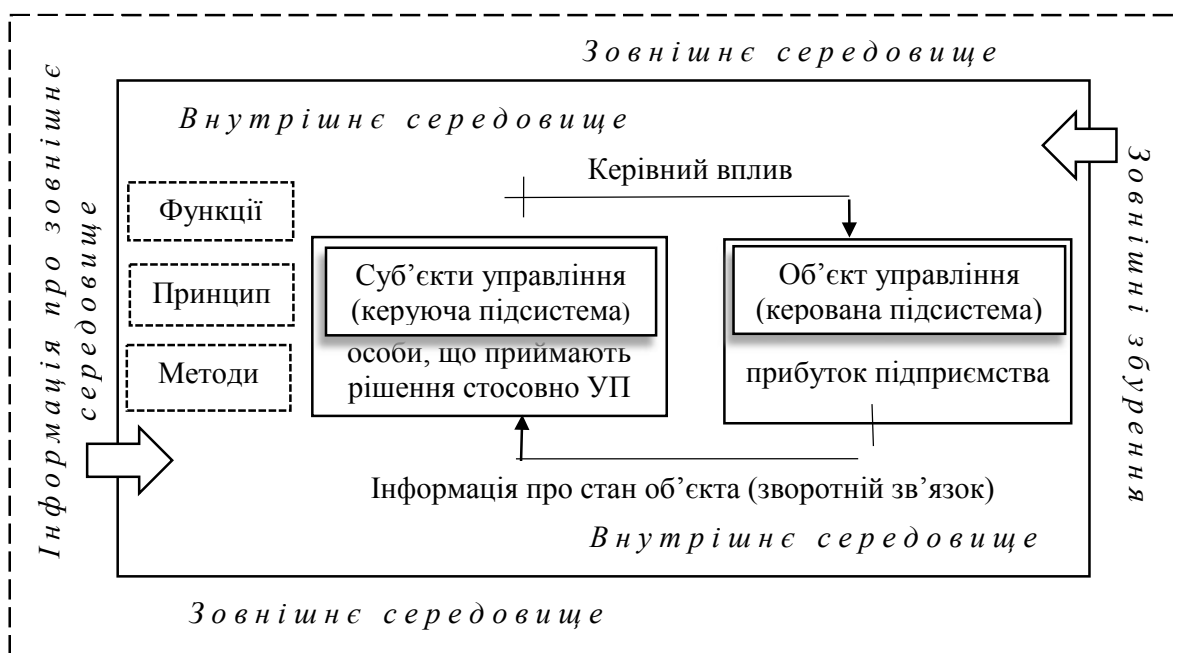 Зовнішнє середовище
Інформація про зовнішнє
середовище
Внутрішнє середовище
Зовнішні збурення
Керівний вплив
Функції
Принцип
Методи
Суб’єкти управління
(керуюча підсистема)
особи, що приймають
рішення стосовно УП
Об’єкт управління
(керована підсистема)
прибуток підприємства
Інформація про стан об’єкта (зворотній зв’язок)
Внутрішнє середовище
Зовнішнє середовище